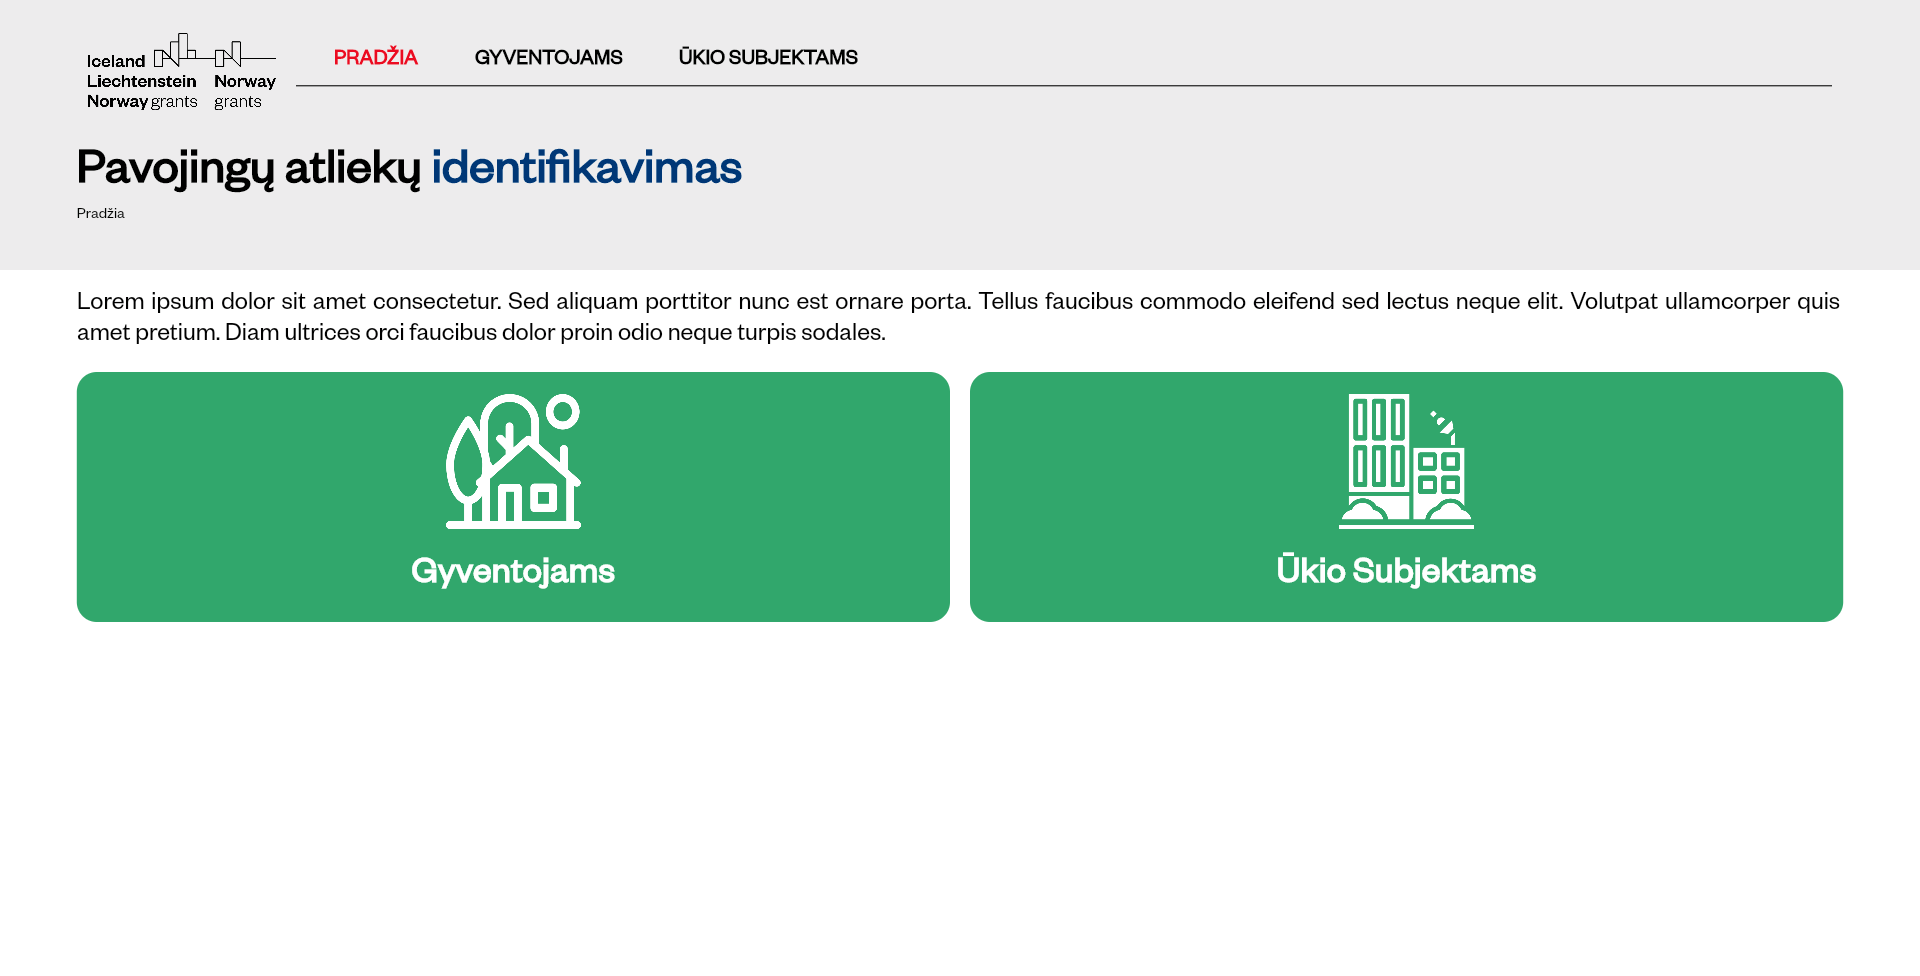 Iceland
Liechtenstein
Norway grants
Norway
grants
PRADŽIA
GYVENTOJAMS
ŪKIO SUBJEKTAMS
Pavojingų atliekų identifikavimas
Pradžia
Lorem ipsum dolor sit amet consectetur. Sed aliquam porttitor nunc est ornare porta. Tellus faucibus commodo eleifend sed lectus neque elit. Volutpat ullamcorper quis
amet pretium. Diam ultrices orci faucibus dolor proin odio neque turpis sodales.
Gyventojams
Ūkio Subjektams